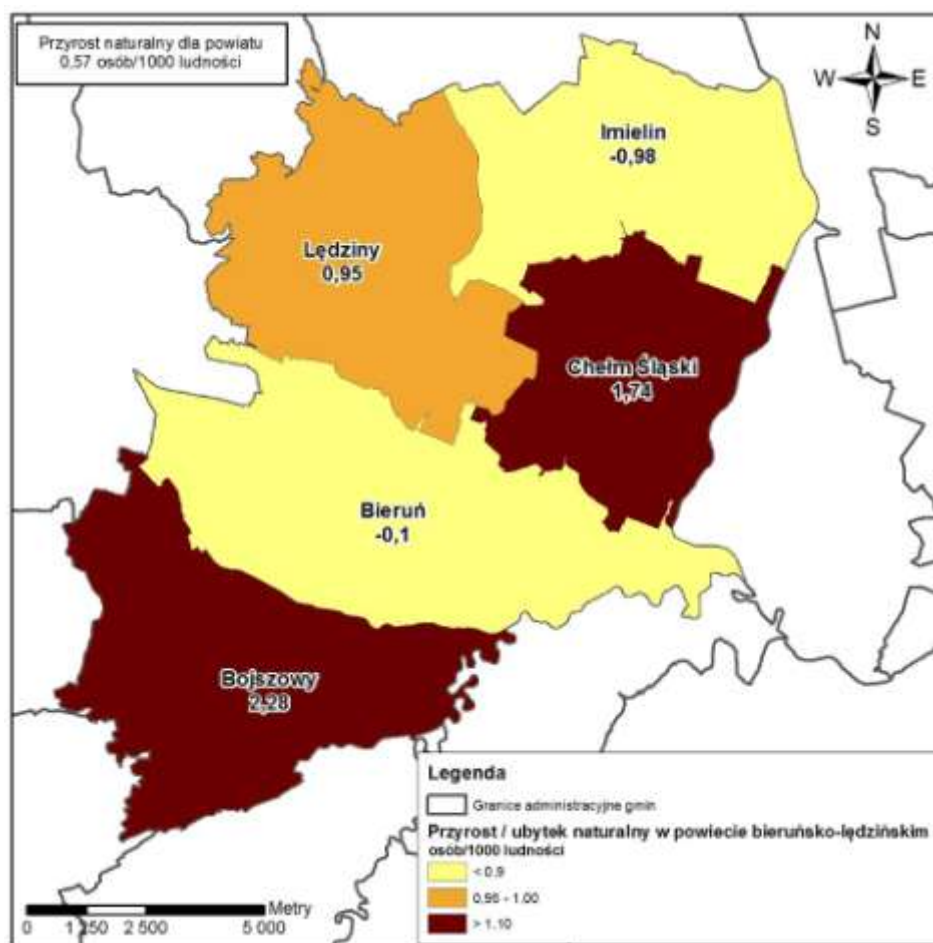 Przyrost naturalny dla powiatu
0,57 osób/1000 ludności
N
W
E
S
Imielin
-0,98
Lędziny
0,95
Chełm Śląski
1,74
Bieruń
-0,1
Bojszowy
2,28
Legenda
Granice administracyjne gmin
Przyrost / ubytek naturalny w powiecie bieruńsko-lędzińskim
osób/1000 ludności
< 0.9
0.95 - 1.00
> 1.10
Metry
0 1 250 2 500 5 000